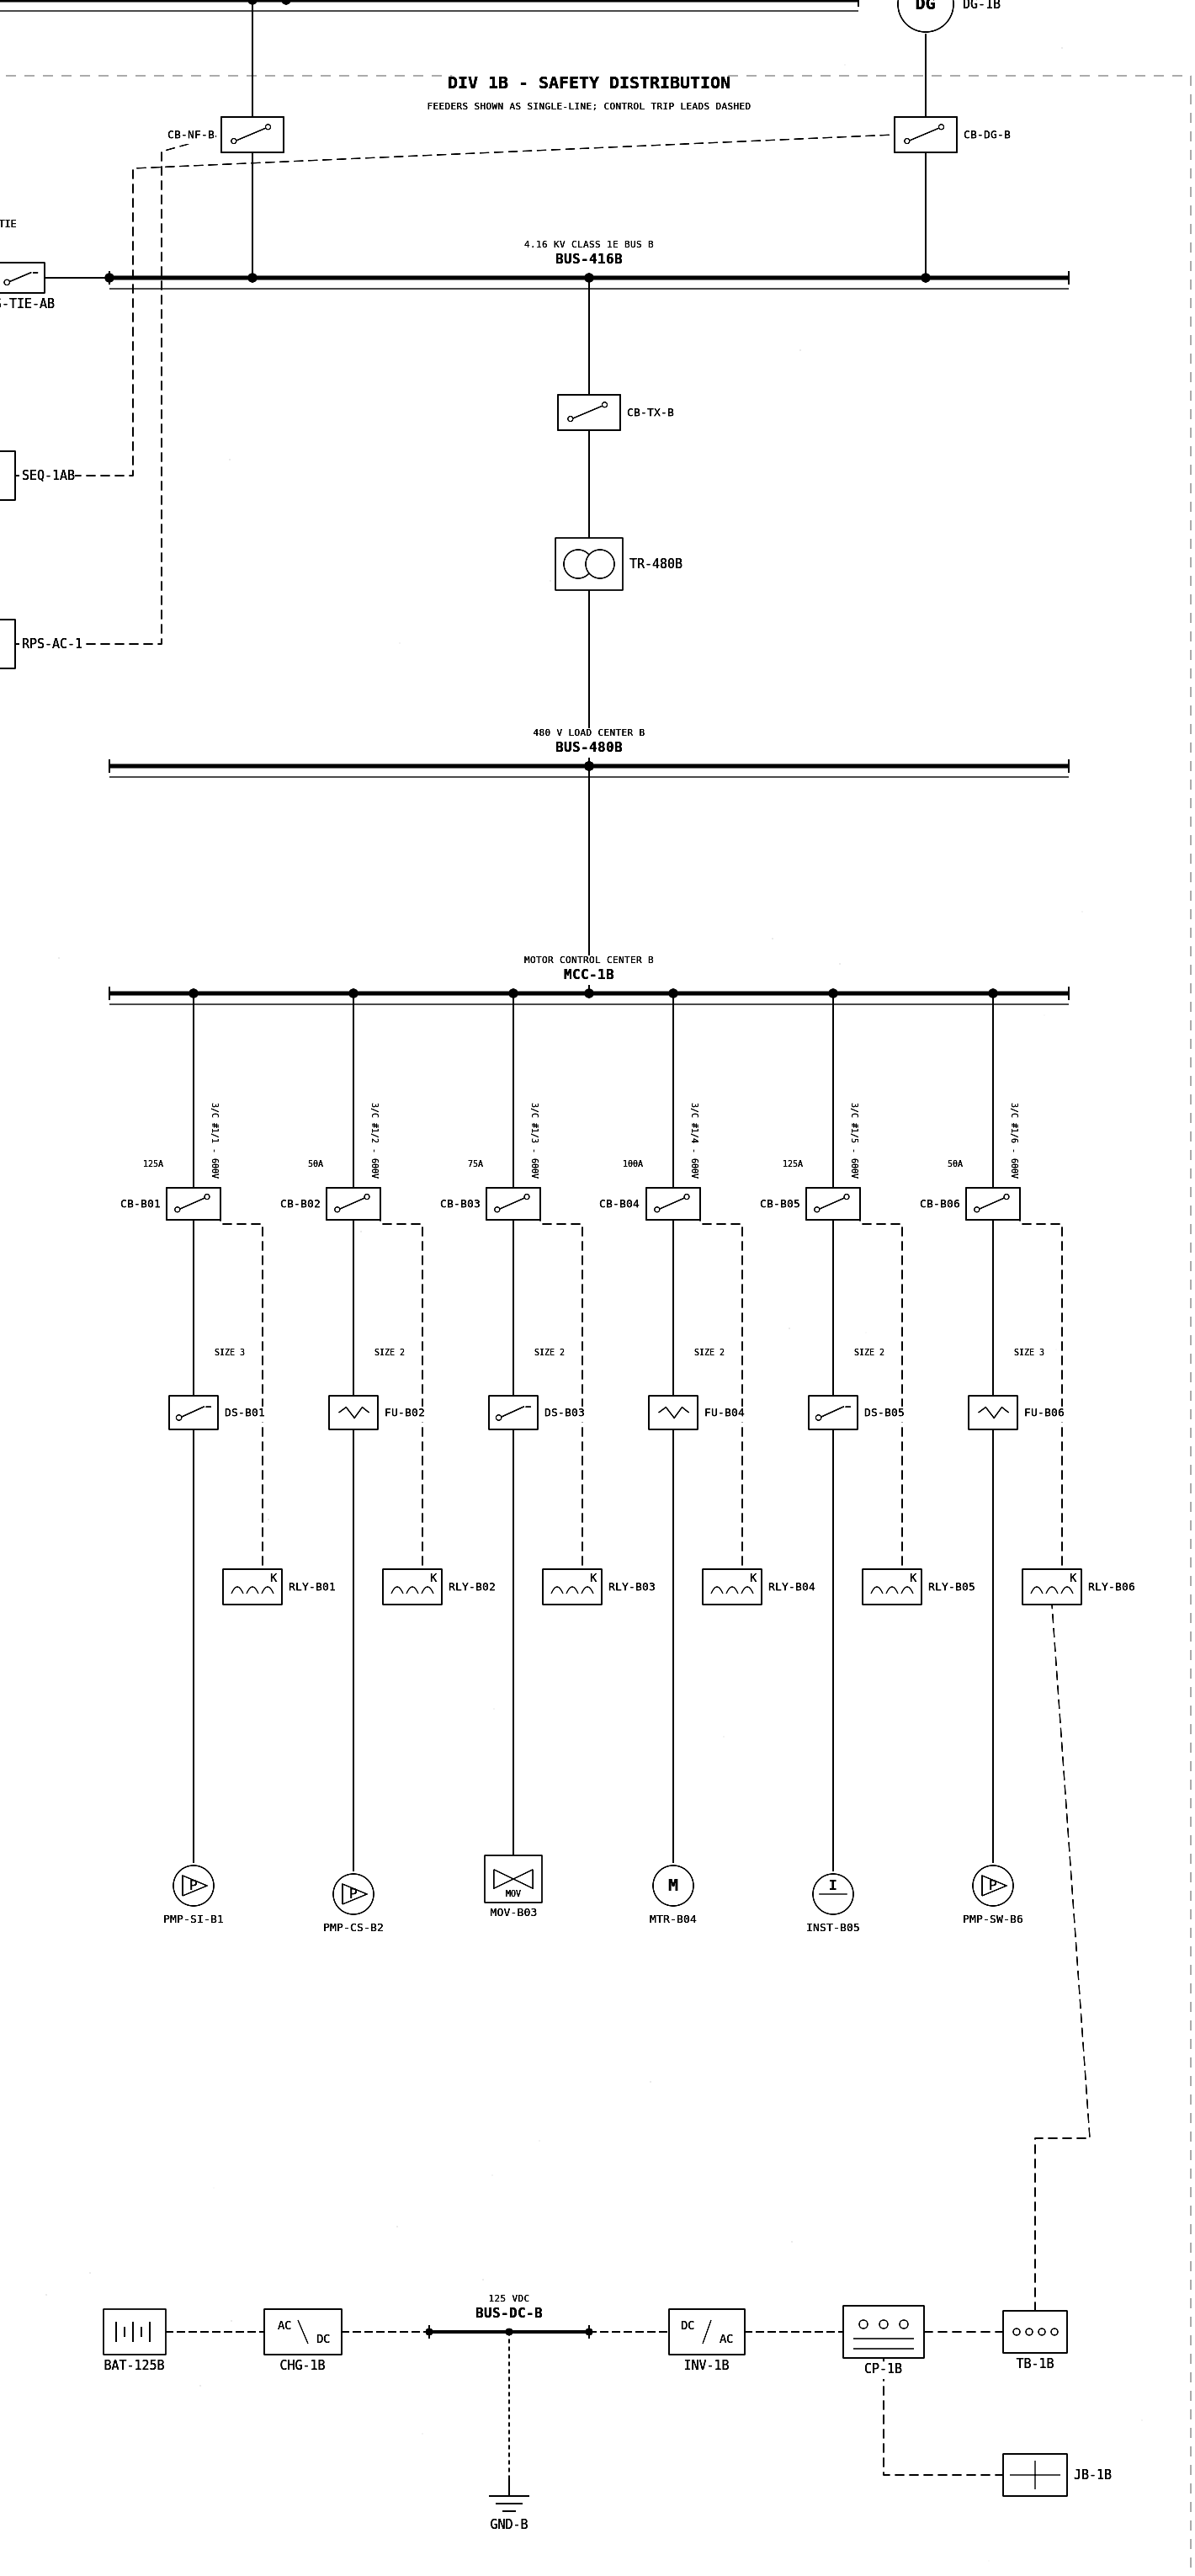 DG
DG-1B
DIV 1B - SAFETY DISTRIBUTION
FEEDERS SHOWN AS SINGLE-LINE; CONTROL TRIP LEADS DASHED
CB-NF-B
CB-DG-B
TIE
4.16 KV CLASS 1E BUS B
BUS-416B
-TIE-AB
CB-TX-B
SEQ-1AB
TR-480B
RPS-AC-1
480 V LOAD CENTER B
BUS-480B
MOTOR CONTROL CENTER B
MCC-1B
3/C #1/1 - 600V
3/C #1/2 - 600V
3/C #1/3 - 600V
3/C #1/4 - 600V
3/C #1/5 - 600V
3/C #1/6 - 600V
125A
50A
75A
100A
125A
50A
CB-B01
CB-B02
CB-B03
CB-B04
CB-B05
CB-B06
SIZE 3
SIZE 2
SIZE 2
SIZE 2
SIZE 2
SIZE 3
DS-B01
FU-B02
DS-B03
FU-B04
DS-B05
FU-B06
K
K
K
K
K
K
RLY-B01
RLY-B02
RLY-B03
RLY-B04
RLY-B05
RLY-B06
P
P
MOV
M
I
P
PMP-SI-B1
PMP-CS-B2
MOV-B03
MTR-B04
INST-B05
PMP-SW-B6
125 VDC
BUS-DC-B
AC
DC
DC
AC
BAT-125B
CHG-1B
INV-1B
CP-1B
TB-1B
JB-1B
GND-B